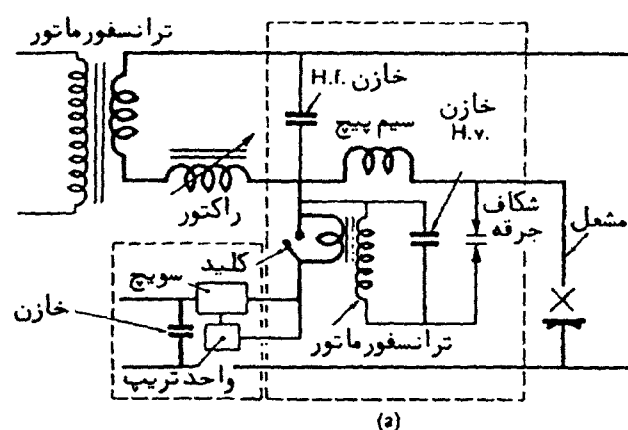 ترانسفورماتور
خازن H.f.
خازن
H.v.
سیم پیچ
راکتور
شکاف
جرقه
مشعل
کلید
سویچ
خازن
ترانسفورماتور
واحد تریپ
(a)